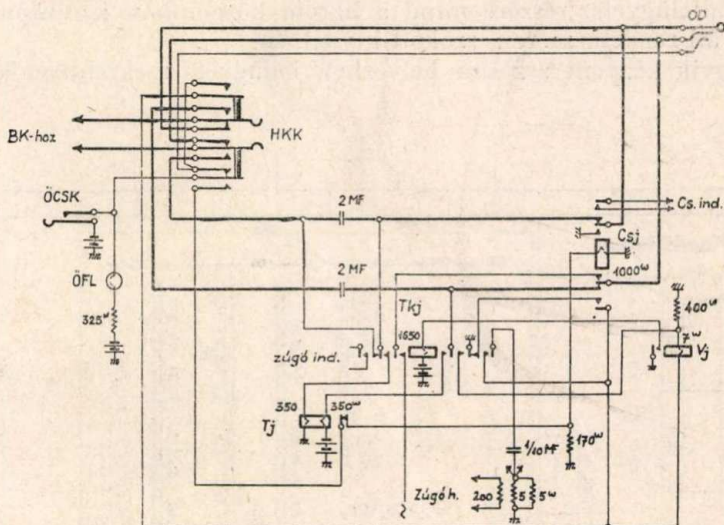 OD
BK-hoz
HKK
ÖCSK
2 MF
Cs. ind.
Csj
ÖFL
2 MF
1000ω
Tkj
400ω
325ω
1650
7ω
zúgó ind.
Vj
350
350ω
Tj
1/10 MF
170ω
Zúgó h.
200
5
5ω